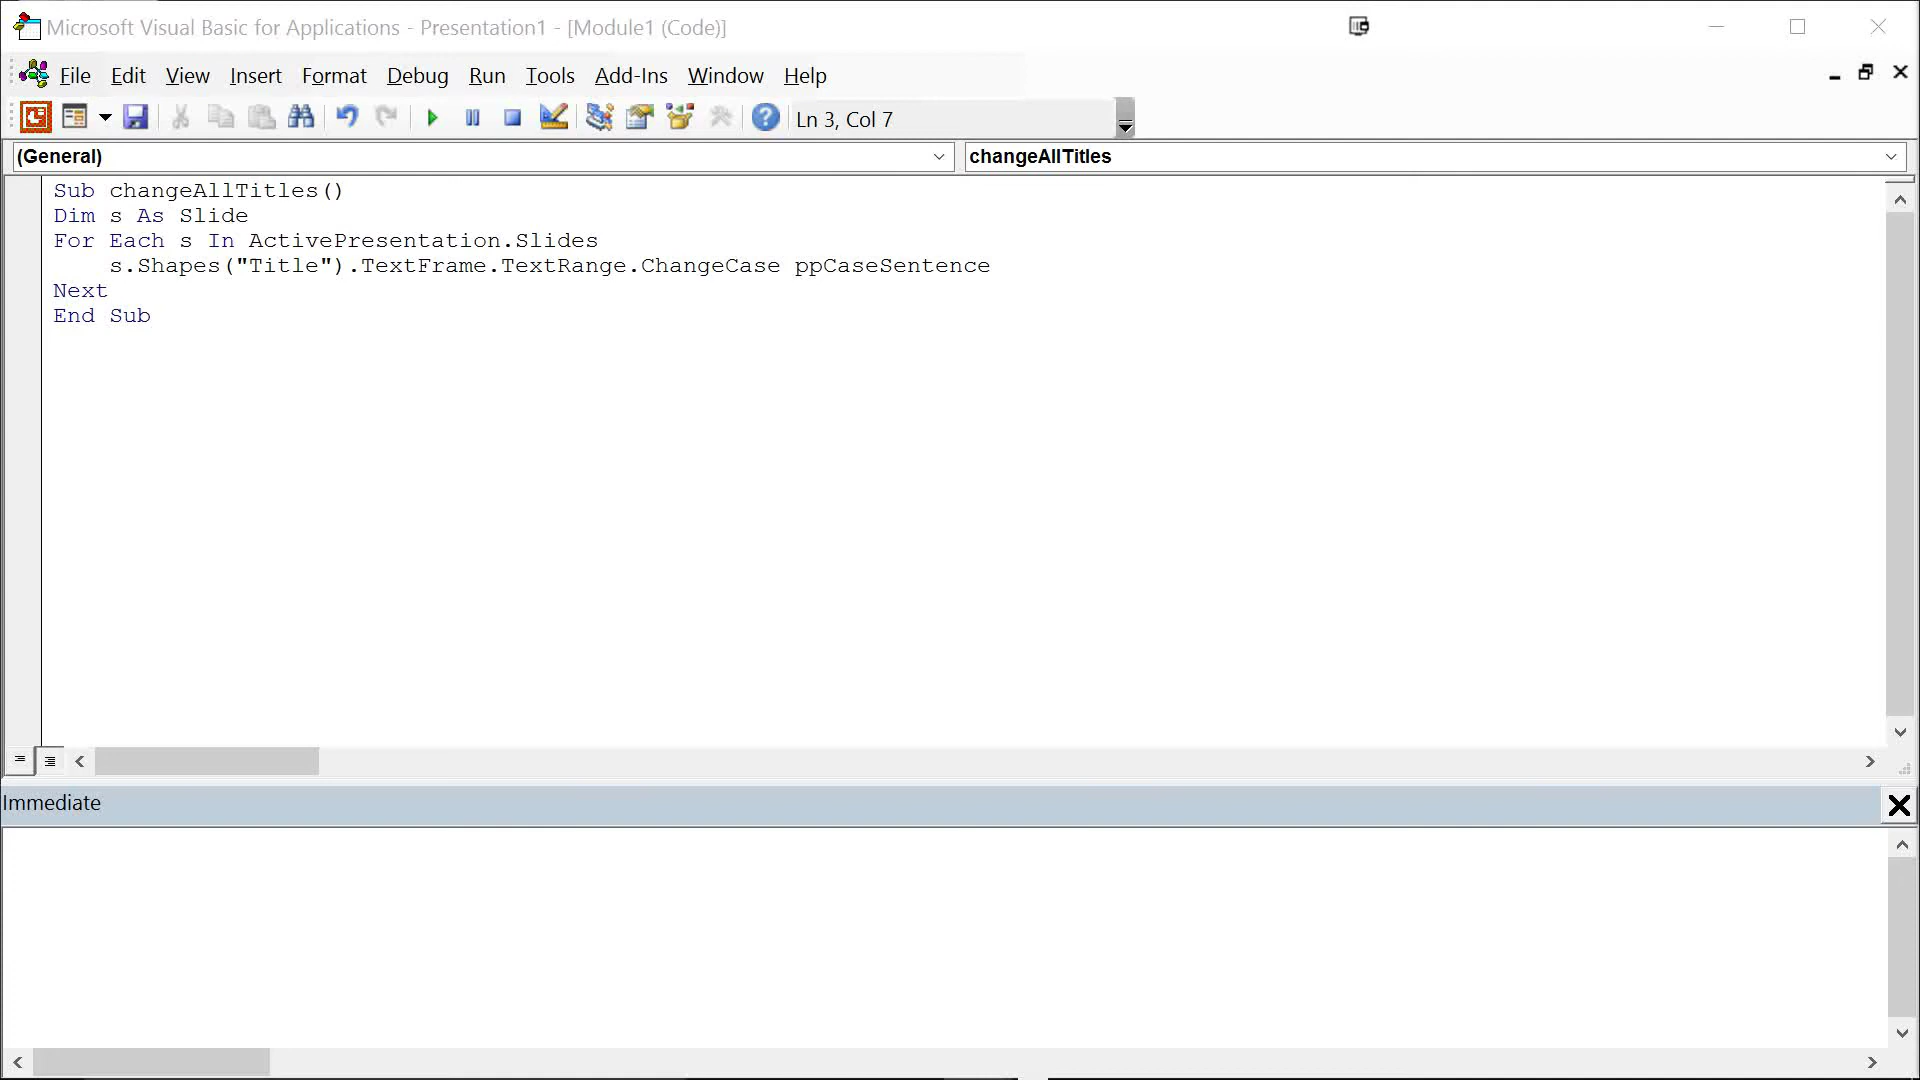 Microsoft Visual Basic for Applications - Presentation1 - [Module1 (Code)]
File Edit View Insert Format Debug Run Tools Add-Ins Window Help
Ln 3, Col 7
(General) changeAllTitles
Sub changeAllTitles()
Dim s As Slide
For Each s In ActivePresentation.Slides
    s.Shapes("Title").TextFrame.TextRange.ChangeCase ppCaseSentence
Next
End Sub
Immediate